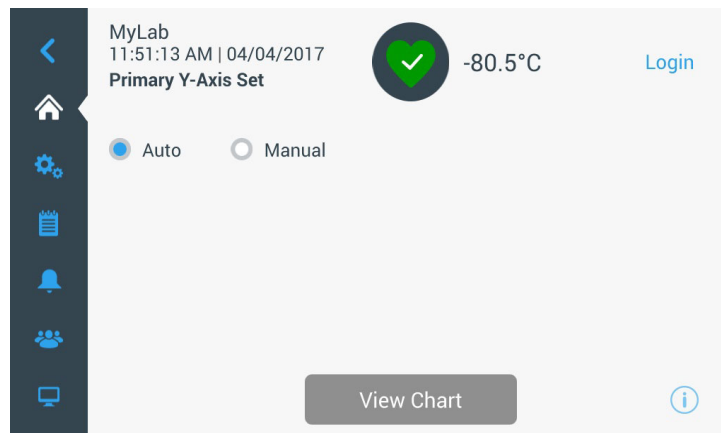 MyLab
11:51:13 AM | 04/04/2017
Primary Y-Axis Set
-80.5°C
Login
Auto
Manual
View Chart
i